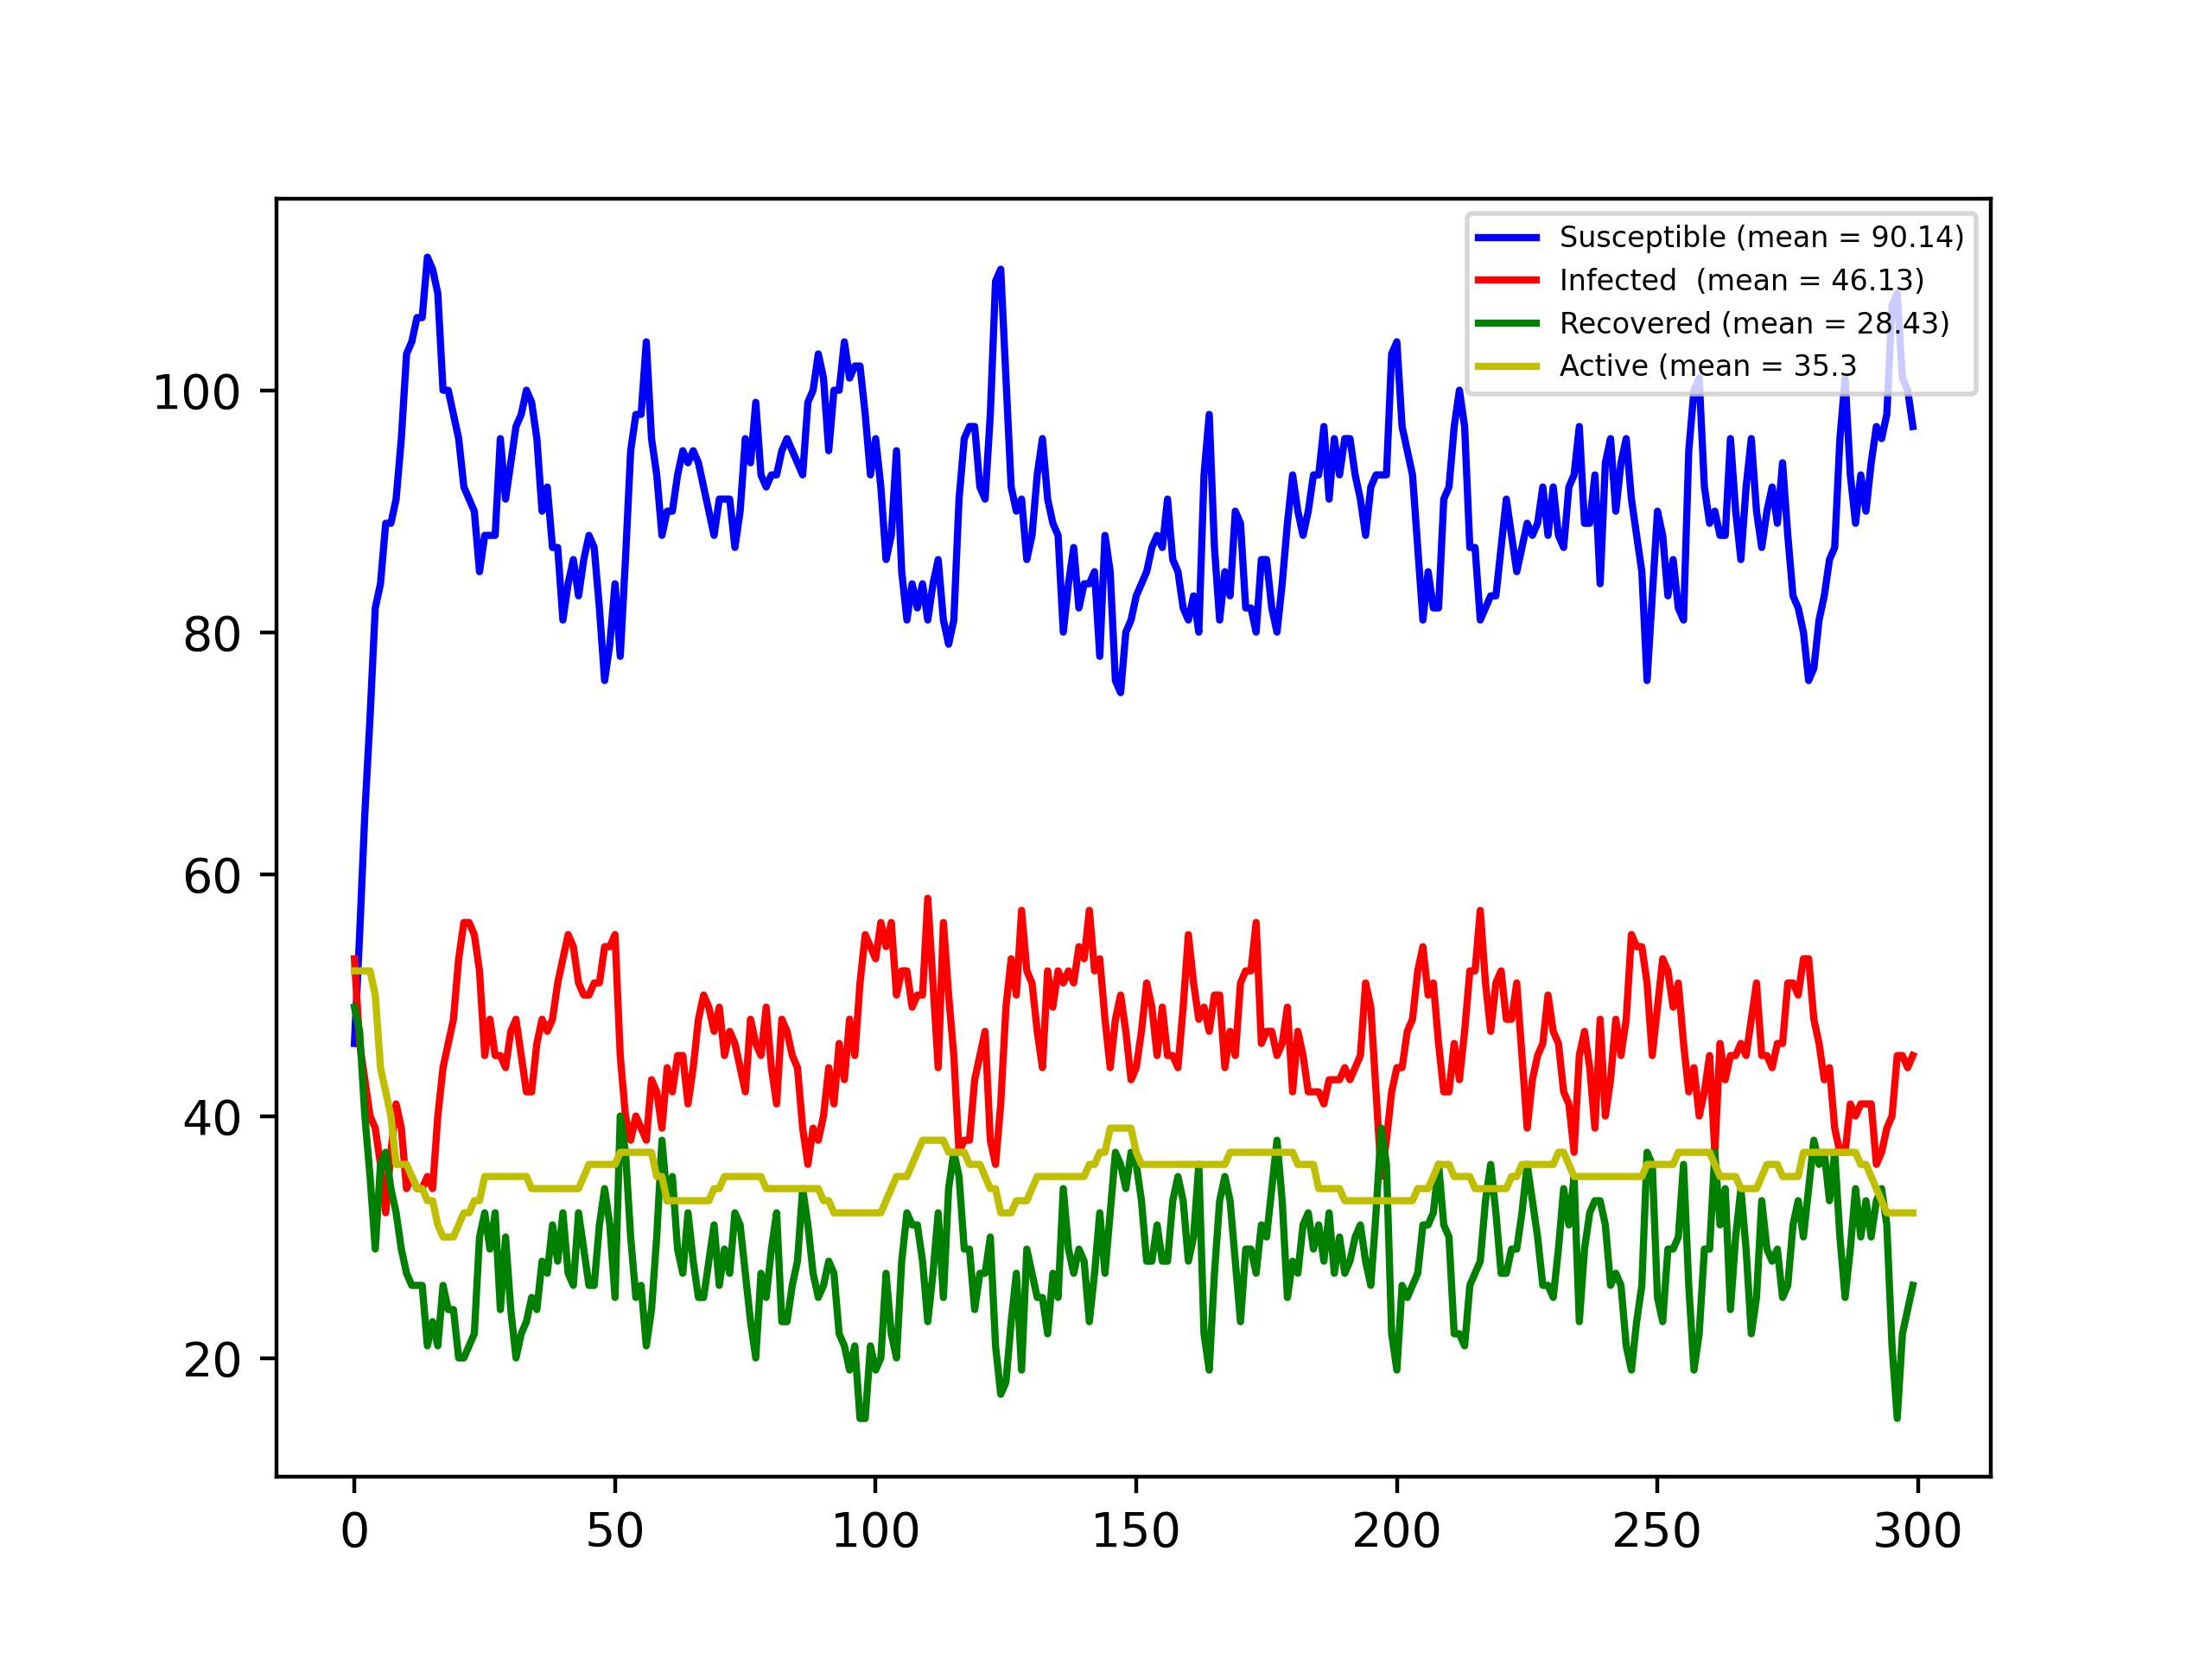 Susceptible (mean = 90.14)
Infected  (mean = 46.13)
Recovered (mean = 28.43)
Active (mean = 35.3
100
80
60
40
20
0 50 100 150 200 250 300